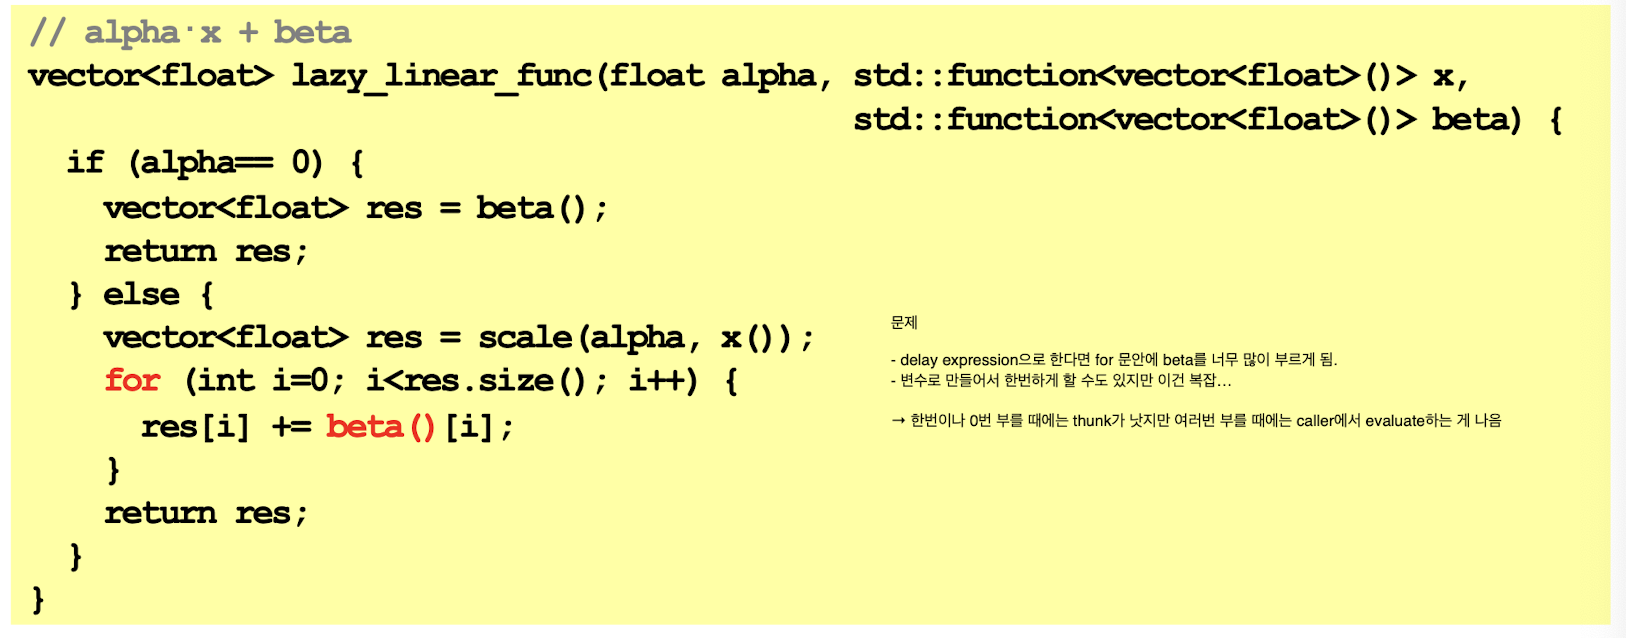 // alpha·x + beta
vector<float> lazy_linear_func(float alpha, std::function<vector<float>()> x,
std::function<vector<float>()> beta) {
if (alpha== 0) {
vector<float> res = beta();
return res;
} else {
vector<float> res = scale(alpha, x());
for (int i=0; i<res.size(); i++) {
res[i] += beta()[i];
}
return res;
}
}
문제
- delay expression으로 한다면 for 문안에 beta를 너무 많이 부르게 됨.
- 변수로 만들어서 한번하게 할 수도 있지만 이건 복잡...
→ 한번이나 0번 부를 때에는 thunk가 낫지만 여러번 부를 때에는 caller에서 evaluate하는 게 나음